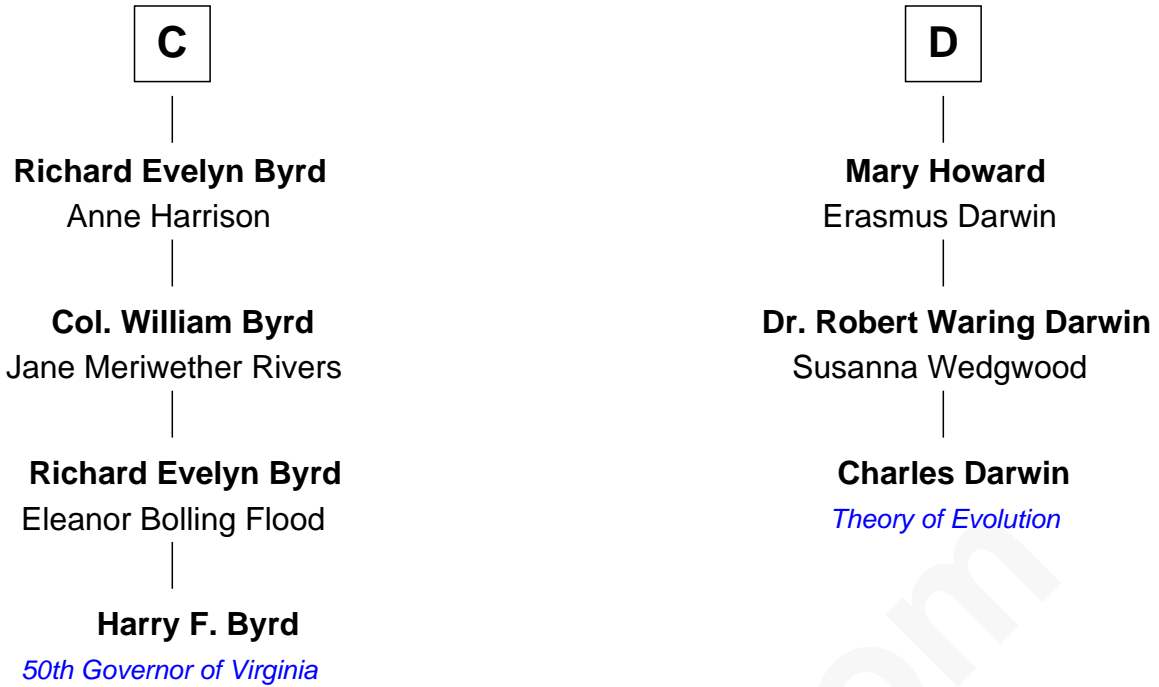 C
Richard Evelyn Byrd
Anne Harrison
Col. William Byrd
Jane Meriwether Rivers
Richard Evelyn Byrd
Eleanor Bolling Flood
Harry F. Byrd
50th Governor of Virginia
D
Mary Howard
Erasmus Darwin
Dr. Robert Waring Darwin
Susanna Wedgwood
Charles Darwin
Theory of Evolution
om